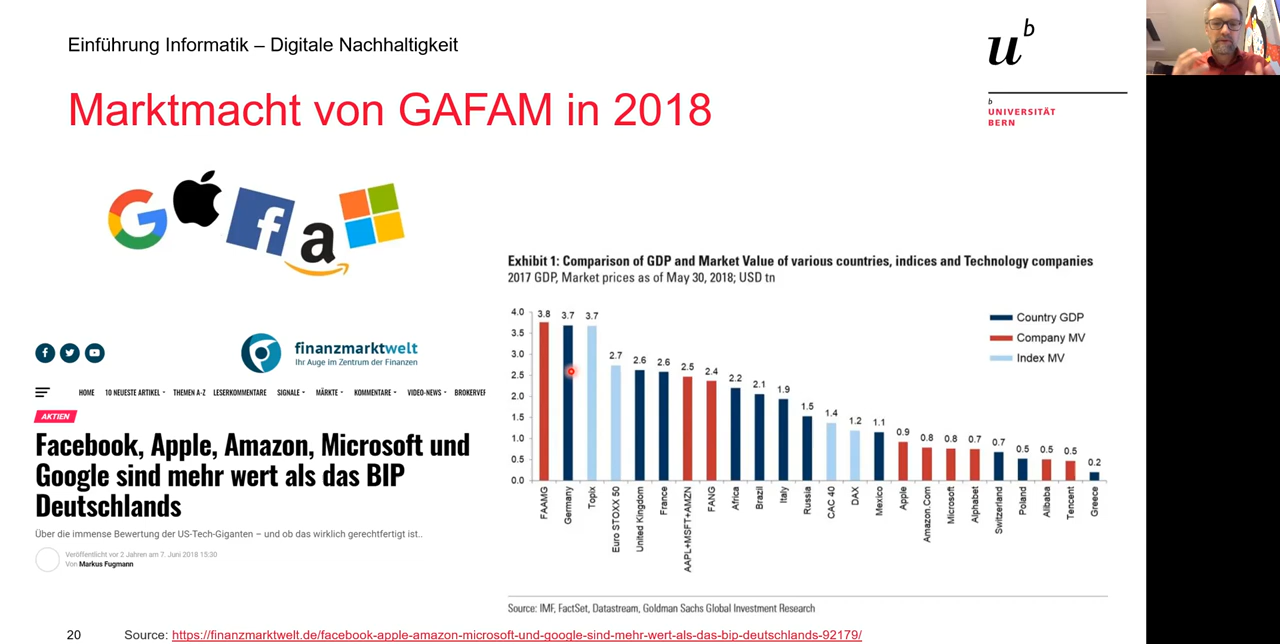 Einführung Informatik – Digitale Nachhaltigkeit
u
b
b
UNIVERSITÄT
BERN
Marktmacht von GAFAM in 2018
G
f
a
finanzmarktwelt
Ihr Auge im Zentrum der Finanzen
HOME 10 NEUESTE ARTIKEL THEMEN A-Z LESERKOMMENTARE SIGNALE MÄRKTE KOMMENTARE VIDEO-NEWS BROKERVER
AKTIEN
Facebook, Apple, Amazon, Microsoft und
Google sind mehr wert als das BIP
Deutschlands
Über die immense Bewertung der US-Tech-Giganten – und ob das wirklich gerechtfertigt ist..
Veröffentlicht vor 2 Jahren am 7. Juni 2018 15:30
Von Markus Fugmann
Exhibit 1: Comparison of GDP and Market Value of various countries, indices and Technology companies
2017 GDP, Market prices as of May 30, 2018; USD tn
4.0
3.5
3.0
2.5
2.0
1.5
1.0
0.5
0.0
3.8 3.7 3.7 2.7 2.6 2.6 2.5 2.4 2.2 2.1 1.9 1.5 1.4 1.2 1.1 0.9 0.8 0.8 0.7 0.7 0.5 0.5 0.5 0.2
Country GDP
Company MV
Index MV
FAAMG
Germany
Topix
Euro STOXX 50
United Kingdom
France
AAPL+MSFT+AMZN
FANG
Africa
Brazil
Italy
Russia
CAC 40
DAX
Mexico
Apple
Amazon.Com
Microsoft
Alphabet
Switzerland
Poland
Alibaba
Tencent
Greece
Source: IMF, FactSet, Datastream, Goldman Sachs Global Investment Research
20 Source: https://finanzmarktwelt.de/facebook-apple-amazon-microsoft-und-google-sind-mehr-wert-als-das-bip-deutschlands-92179/